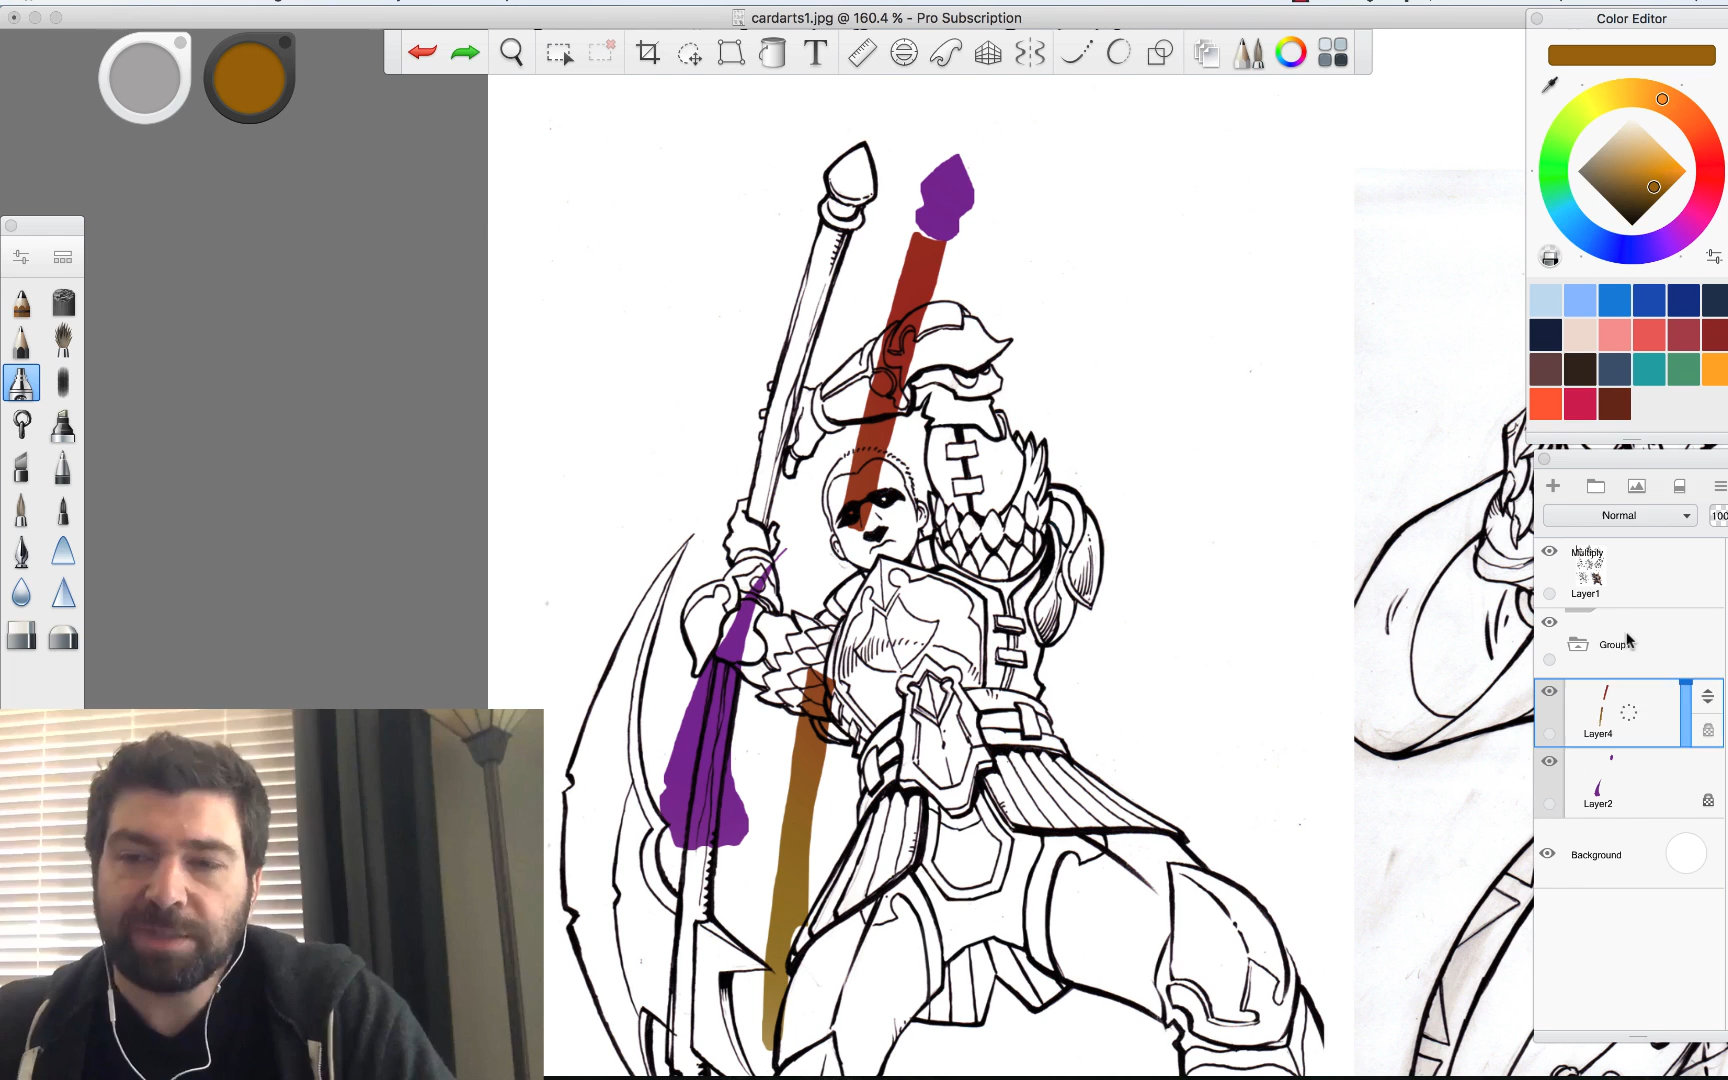 cardarts1.jpg @ 160.4 % - Pro Subscription
Color Editor
T
Normal
100
Multiply
Layer1
Group
Layer4
Layer2
Background